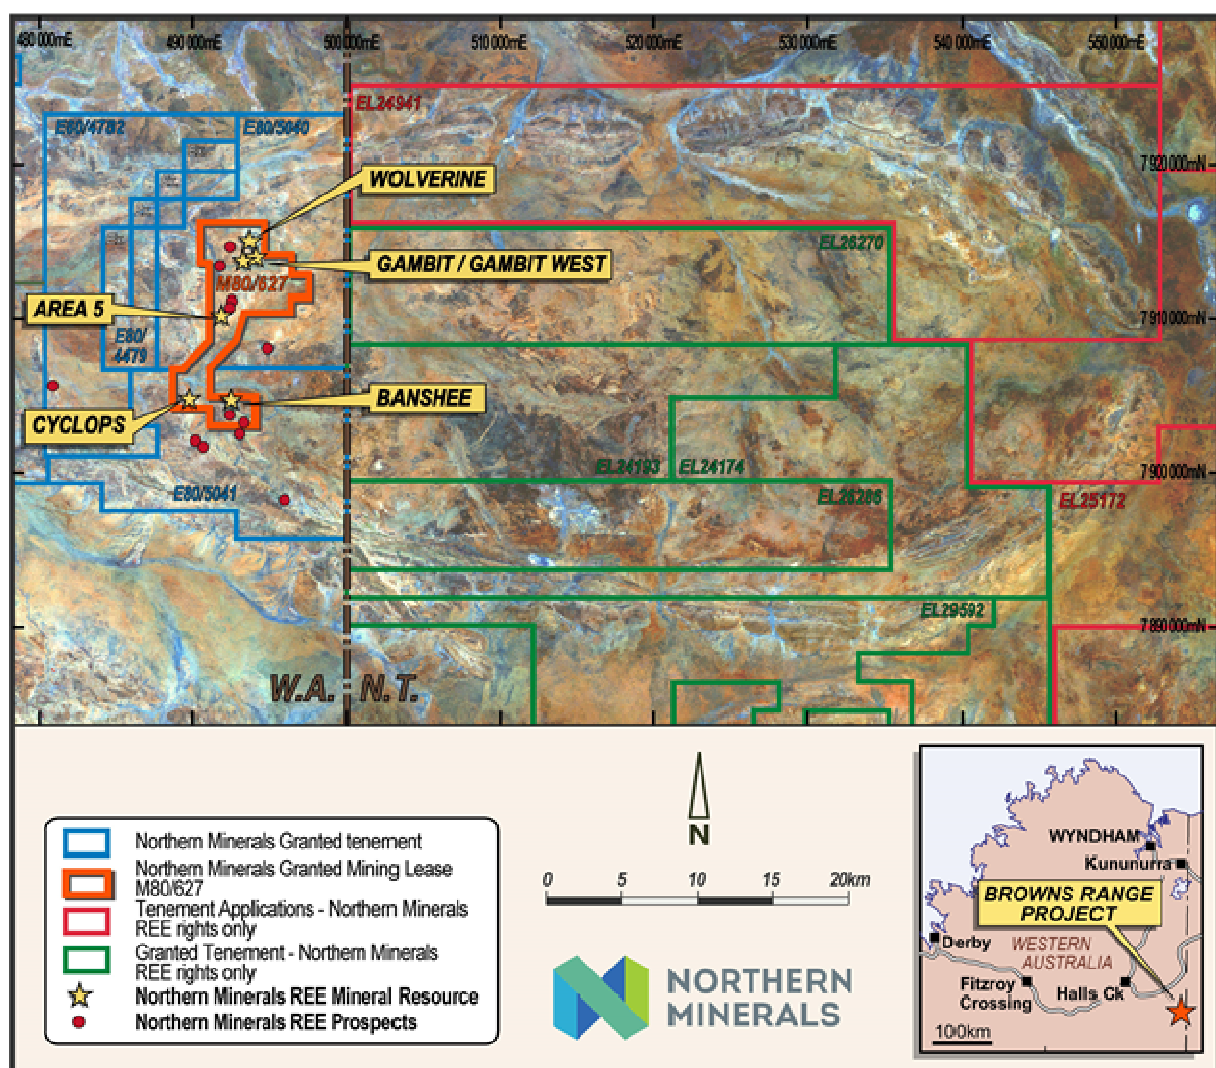 480 000mE
490 000mE
500 000mE
510 000mE
520 000mE
530 000mE
540 000mE
550 000mE
EL24941
E80/4782
E80/5040
7 920 000mN
WOLVERINE
EL26270
GAMBIT / GAMBIT WEST
M80/627
AREA 5
7 910 000mN
E80/
4479
BANSHEE
CYCLOPS
EL24193
EL24174
7 900 000mN
E80/5041
EL26286
EL25172
EL29592
7 890 000mN
W.A.
N.T.
Northern Minerals Granted tenement
Northern Minerals Granted Mining Lease
M80/627
Tenement Applications - Northern Minerals
REE rights only
Granted Tenement - Northern Minerals
REE rights only
Northern Minerals REE Mineral Resource
Northern Minerals REE Prospects
N
0 5 10 15 20km
NORTHERN
MINERALS
WYNDHAM
Kununurra
BROWNS RANGE
PROJECT
Derby
WESTERN
AUSTRALIA
Fitzroy
Crossing
Halls Ck
100km